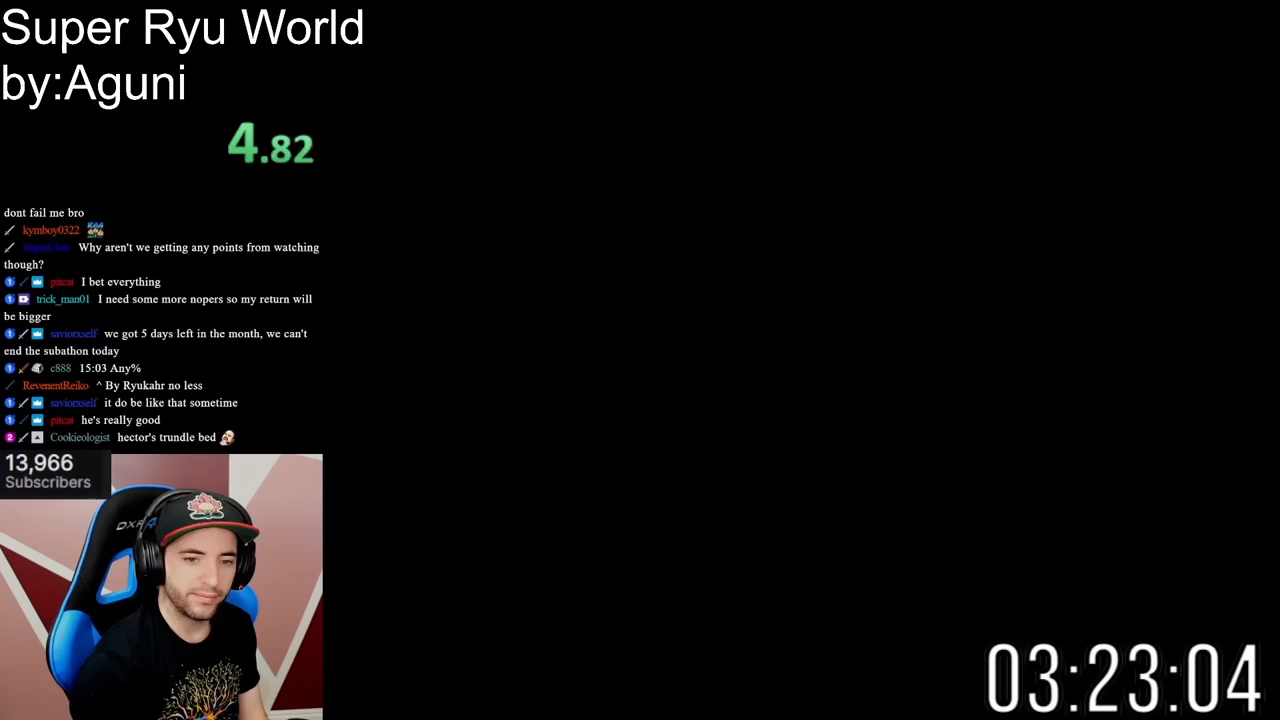 Super Ryu World
by:Aguni
4.82
dont fail me bro
kymboy0322
Why aren't we getting any points from watching
though?
pitcat I bet everything
trick_man01 I need some more nopers so my return will
be bigger
saviorxself we got 5 days left in the month, we can't
end the subathon today
c888 15:03 Any%
RevenentReiko ^ By Ryukahr no less
saviorxself it do be like that sometime
pitcat he's really good
Cookieologist hector's trundle bed
13,966
Subscribers
03:23:04